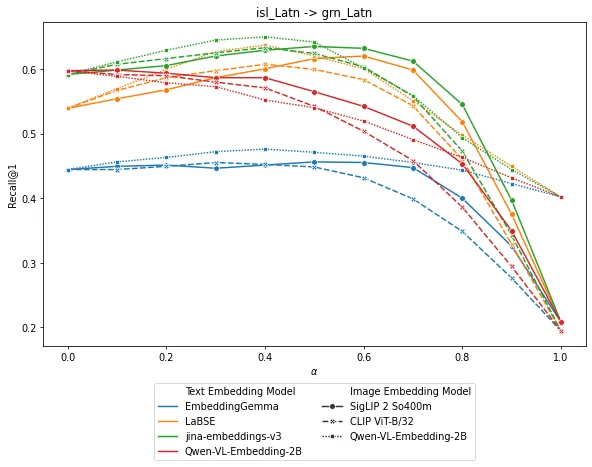 isl_Latn -> grn_Latn
Recall@1
0.6
0.5
0.4
0.3
0.2
0.0 0.2 0.4 0.6 0.8 1.0
α
Text Embedding Model Image Embedding Model
EmbeddingGemma SigLIP 2 So400m
LaBSE CLIP ViT-B/32
jina-embeddings-v3 Qwen-VL-Embedding-2B
Qwen-VL-Embedding-2B